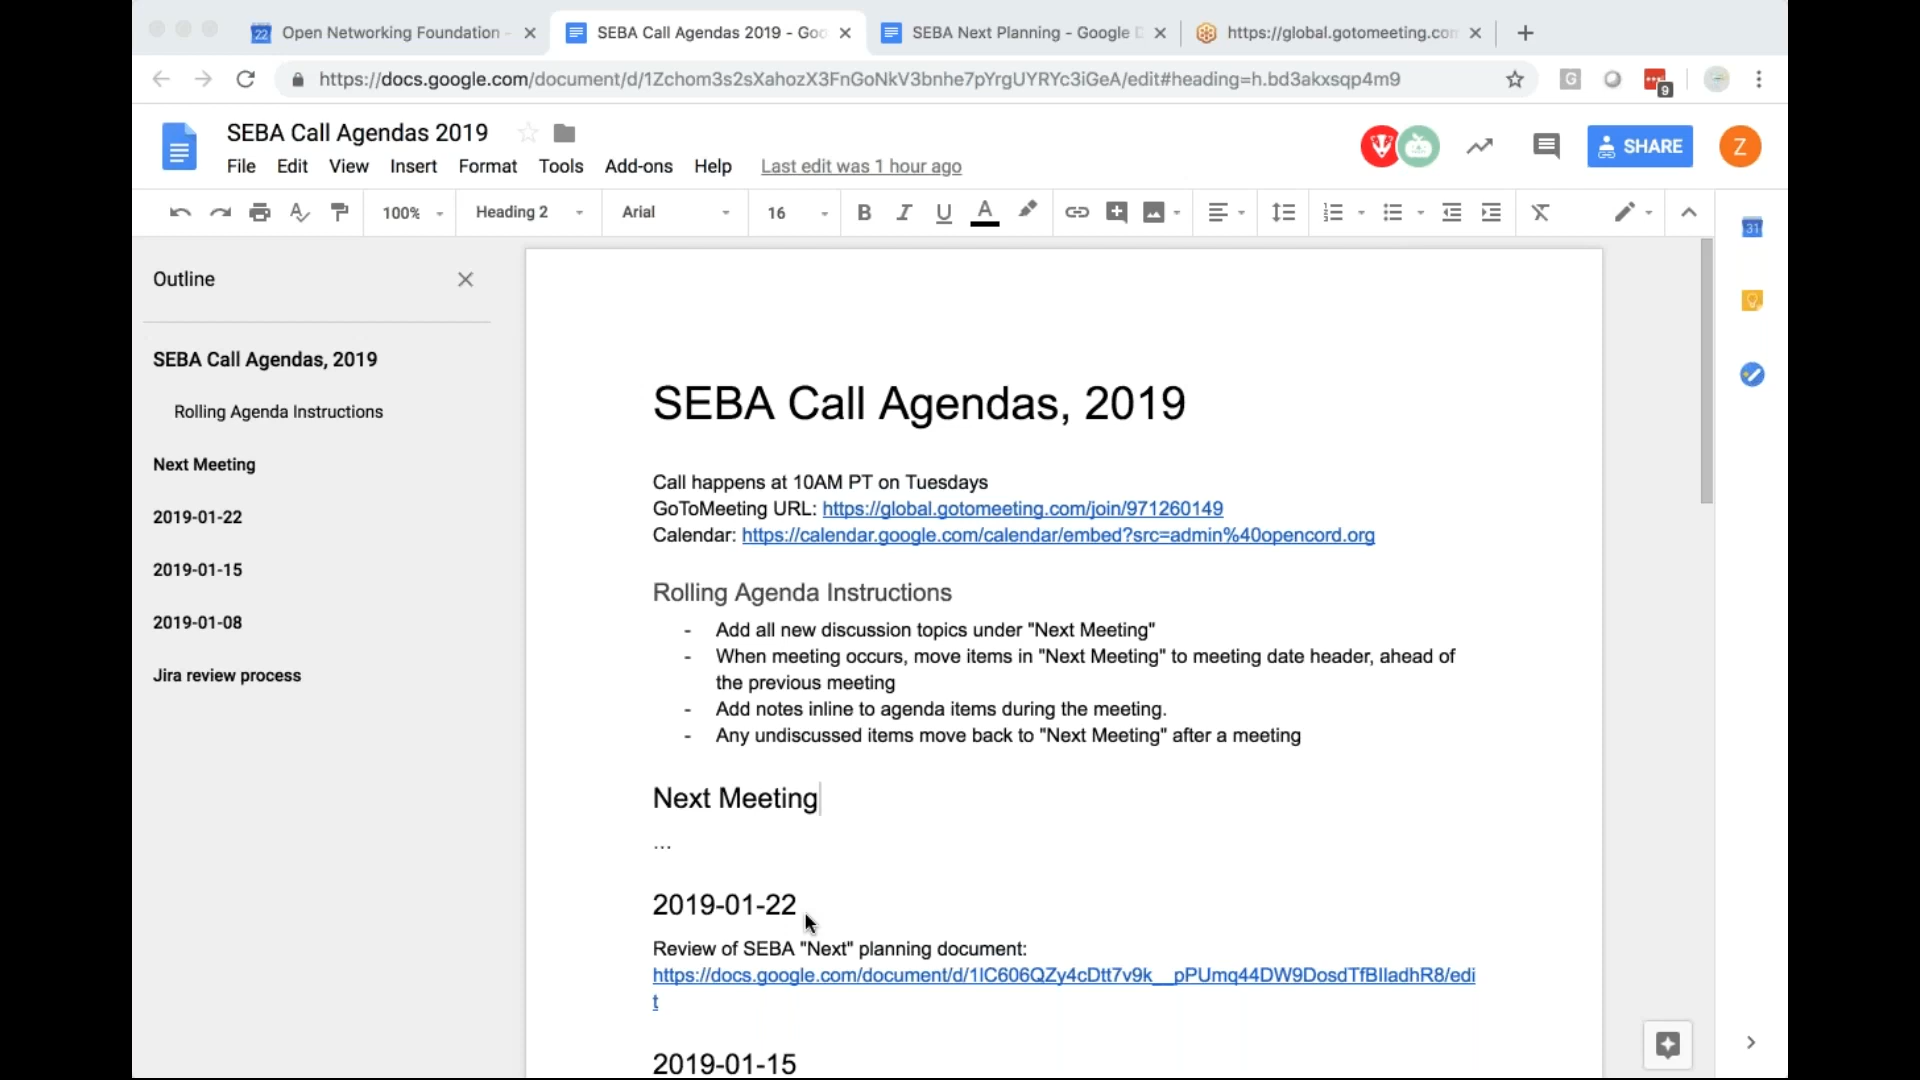 Open Networking Foundation -
SEBA Call Agendas 2019 - Goo
SEBA Next Planning - Google D
https://global.gotomeeting.com
https://docs.google.com/document/d/1Zchom3s2sXahozX3FnGoNkV3bnhe7pYrgUYRYc3iGeA/edit#heading=h.bd3akxsqp4m9
9
SEBA Call Agendas 2019
SHARE
Z
File Edit View Insert Format Tools Add-ons Help Last edit was 1 hour ago
100% Heading 2 Arial 16 B I U A
31
Outline
SEBA Call Agendas, 2019
Rolling Agenda Instructions
Next Meeting
2019-01-22
2019-01-15
2019-01-08
Jira review process
SEBA Call Agendas, 2019
Call happens at 10AM PT on Tuesdays
GoToMeeting URL: https://global.gotomeeting.com/join/971260149
Calendar: https://calendar.google.com/calendar/embed?src=admin%40opencord.org
Rolling Agenda Instructions
- Add all new discussion topics under "Next Meeting"
- When meeting occurs, move items in "Next Meeting" to meeting date header, ahead of
the previous meeting
- Add notes inline to agenda items during the meeting.
- Any undiscussed items move back to "Next Meeting" after a meeting
Next Meeting
...
2019-01-22
Review of SEBA "Next" planning document:
https://docs.google.com/document/d/1lC606QZy4cDtt7v9k__pPUmq44DW9DosdTfBIladhR8/edi
t
2019-01-15